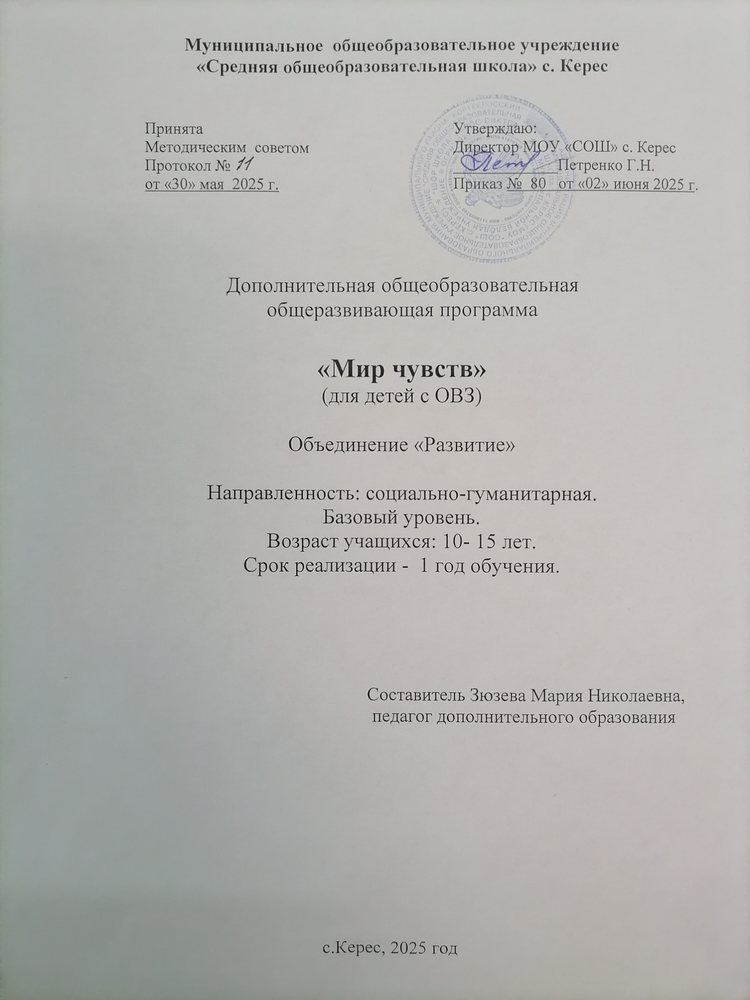 Муниципальное общеобразовательное учреждение
«Средняя общеобразовательная школа» с. Керес
Принята
Методическим советом
Протокол № 11
от «30» мая 2025 г.
Утверждаю:
Директор МОУ «СОШ» с. Керес
Петренко Г.Н.
Приказ № 80 от «02» июня 2025 г.
Дополнительная общеобразовательная
общеразвивающая программа
«Мир чувств»
(для детей с ОВЗ)
Объединение «Развитие»
Направленность: социально-гуманитарная.
Базовый уровень.
Возраст учащихся: 10- 15 лет.
Срок реализации - 1 год обучения.
Составитель Зюзева Мария Николаевна,
педагог дополнительного образования
с.Керес, 2025 год